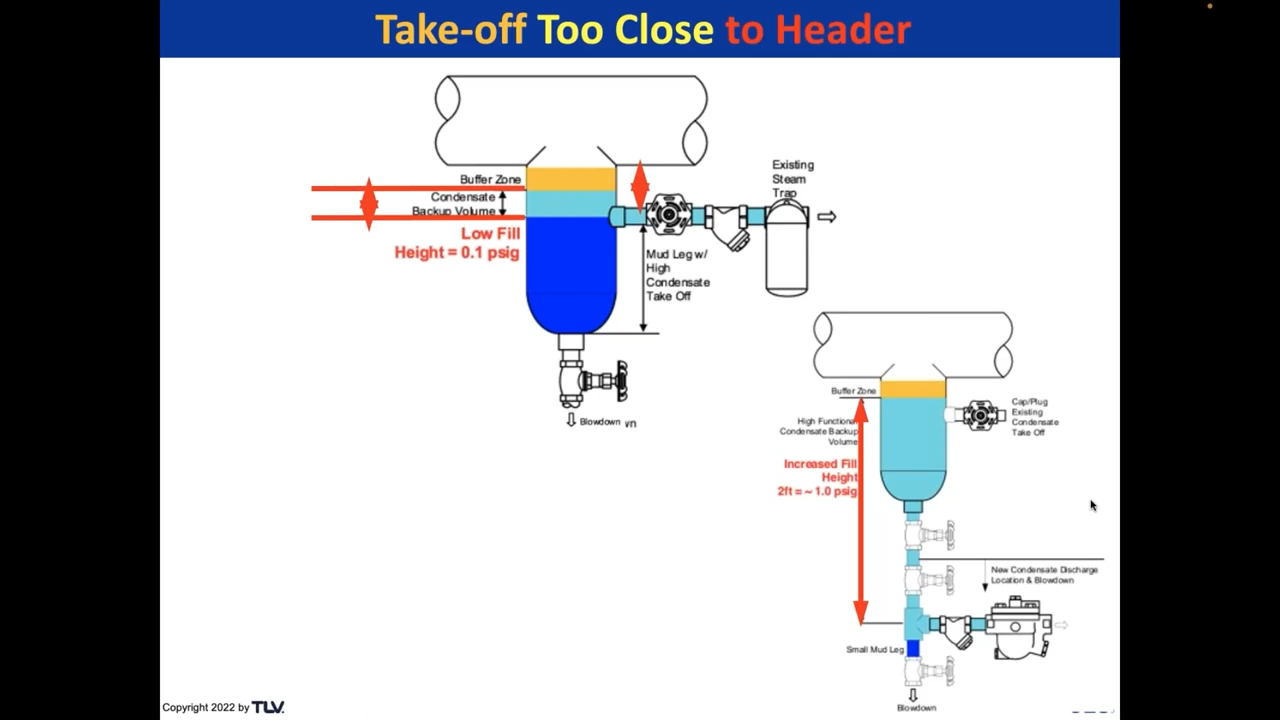 Take-off Too Close to Header
Buffer Zone
Condensate
Backup Volume
Low Fill
Height = 0.1 psig
Existing
Steam
Trap
Mud Leg w/
High
Condensate
Take Off
Blowdown vn
Buffer Zone
High Functional
Condensate Backup
Volume
Increased Fill
Height
2ft = ~ 1.0 psig
Cap/Plug
Existing
Condensate
Take Off
New Condensate Discharge
Location & Blowdown
Small Mud Leg
Blowdown
Copyright 2022 by TLV.